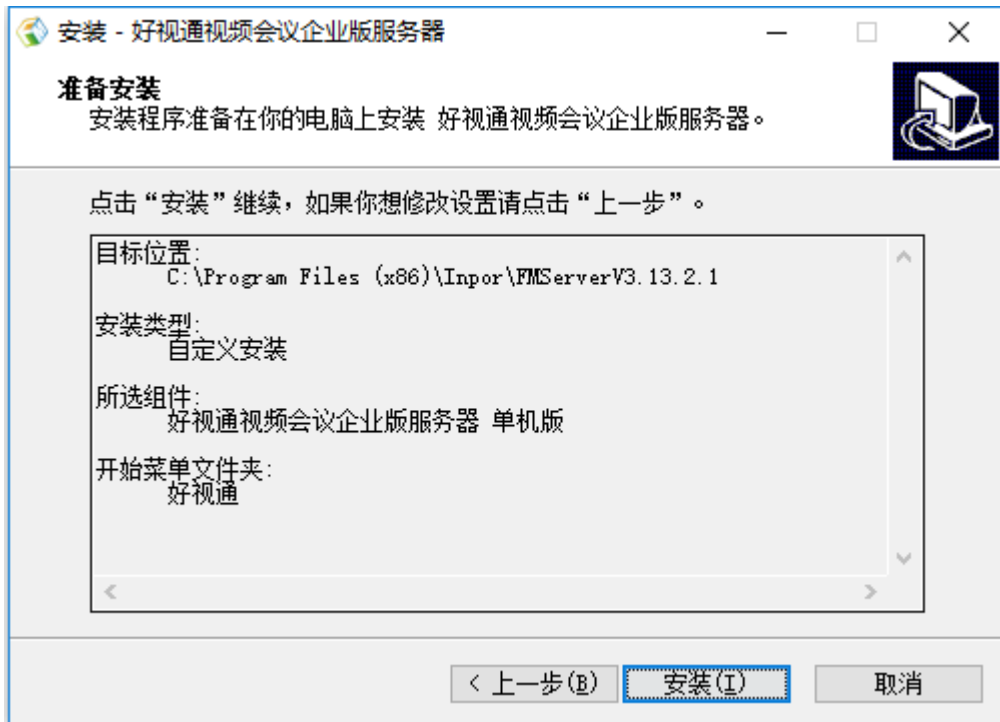 安装 - 好视通视频会议企业版服务器
准备安装
安装程序准备在你的电脑上安装 好视通视频会议企业版服务器。
点击“安装”继续，如果你想修改设置请点击“上一步”。
目标位置:
C:\Program Files (x86)\Inpor\FMServerV3.13.2.1
安装类型:
自定义安装
所选组件:
好视通视频会议企业版服务器 单机版
开始菜单文件夹:
好视通
< 上一步(B)
安装(I)
取消